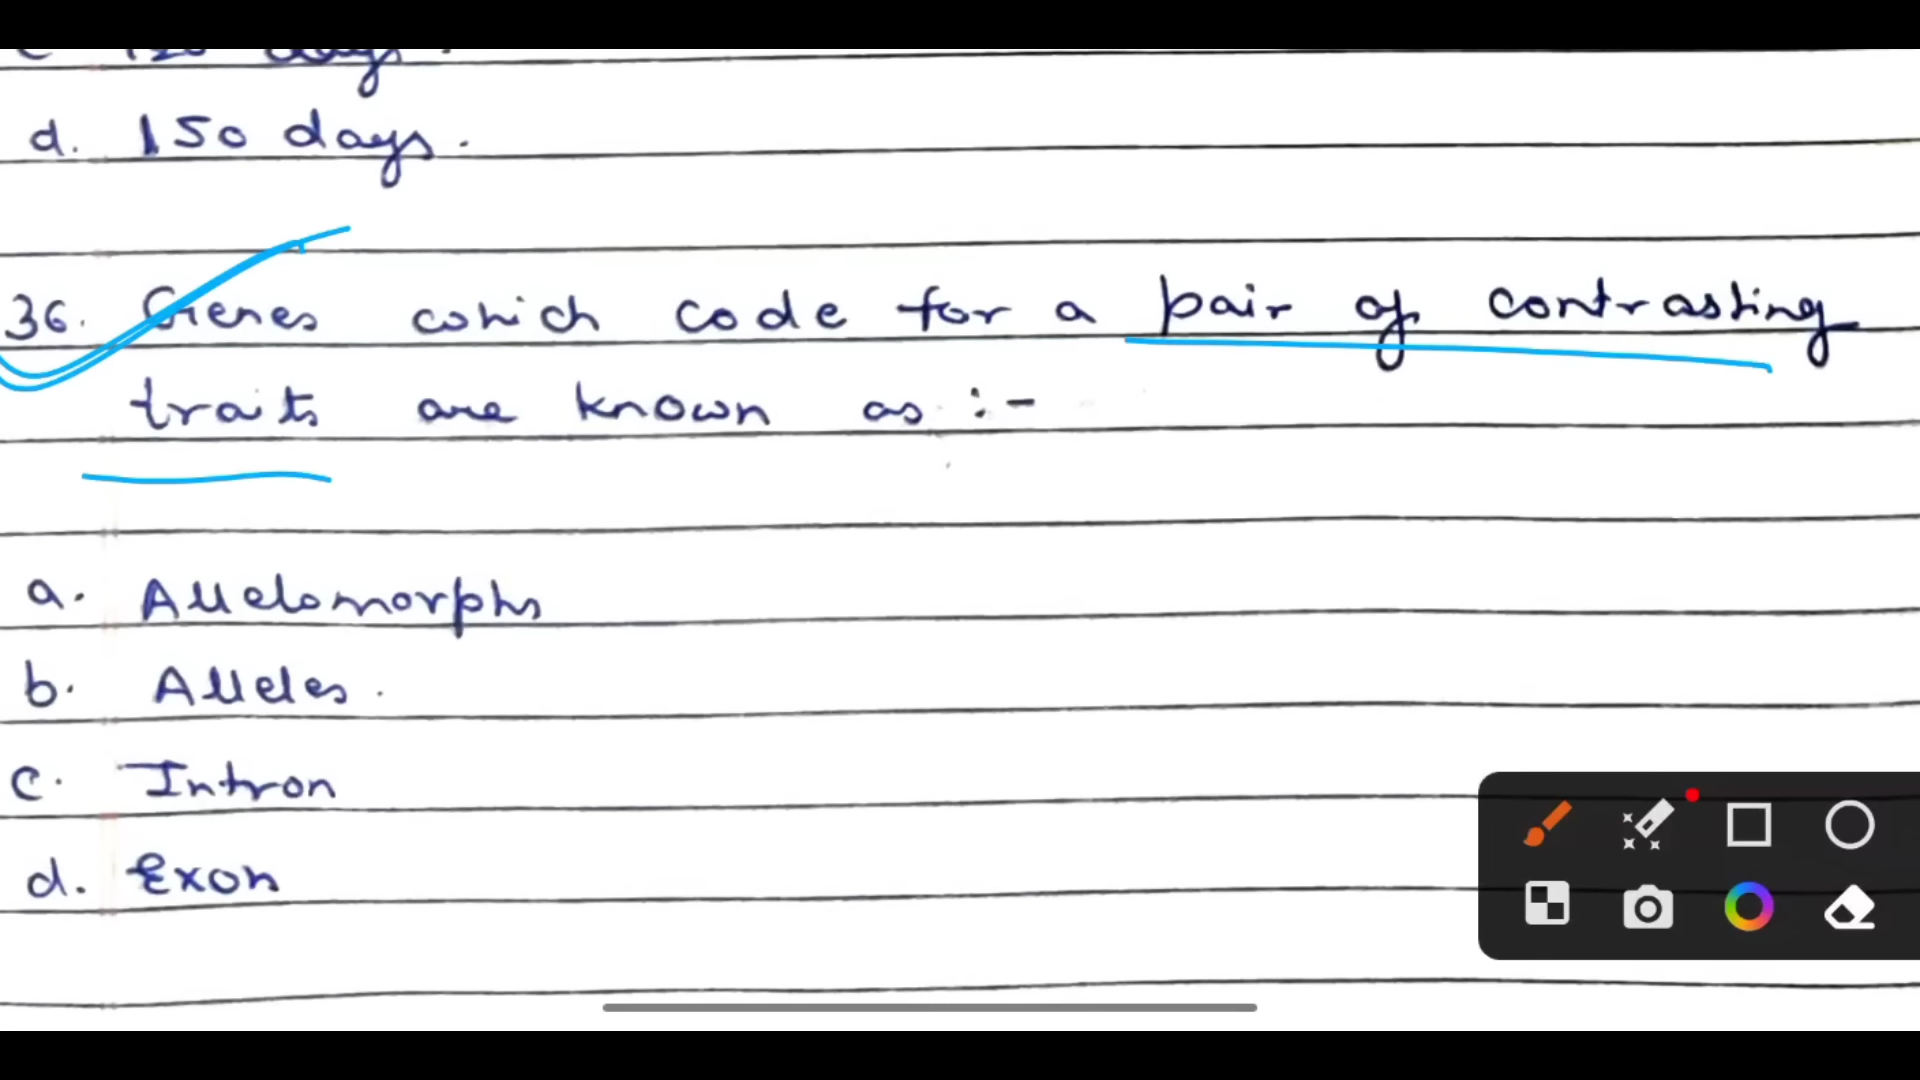 d. 150 days.
36. Genes which code for a pair of contrasting
traits are known as :-
a. Allelomorphs
b. Alleles.
c. Intron
d. Exon